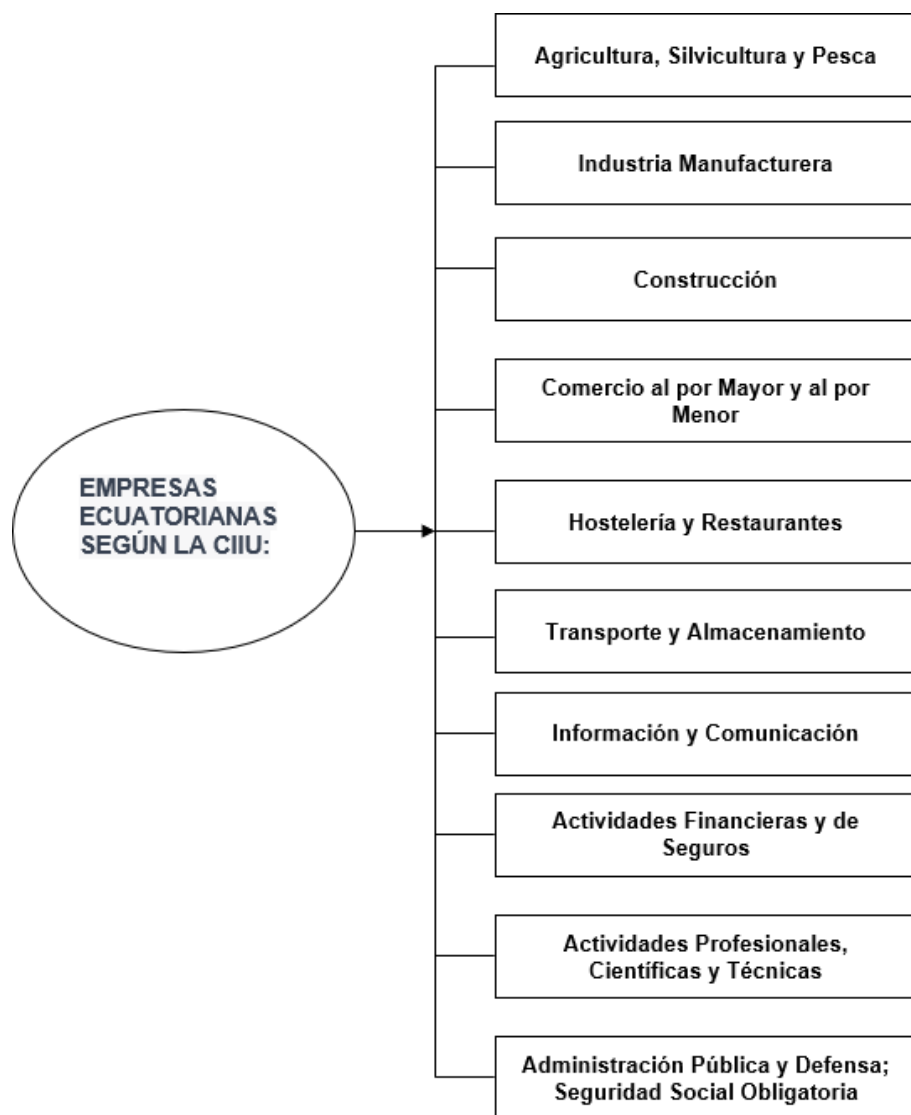 Agricultura, Silvicultura y Pesca
Industria Manufacturera
Construcción
Comercio al por Mayor y al por
Menor
EMPRESAS
ECUATORIANAS
SEGÚN LA CIIU:
Hostelería y Restaurantes
Transporte y Almacenamiento
Información y Comunicación
Actividades Financieras y de
Seguros
Actividades Profesionales,
Científicas y Técnicas
Administración Pública y Defensa;
Seguridad Social Obligatoria